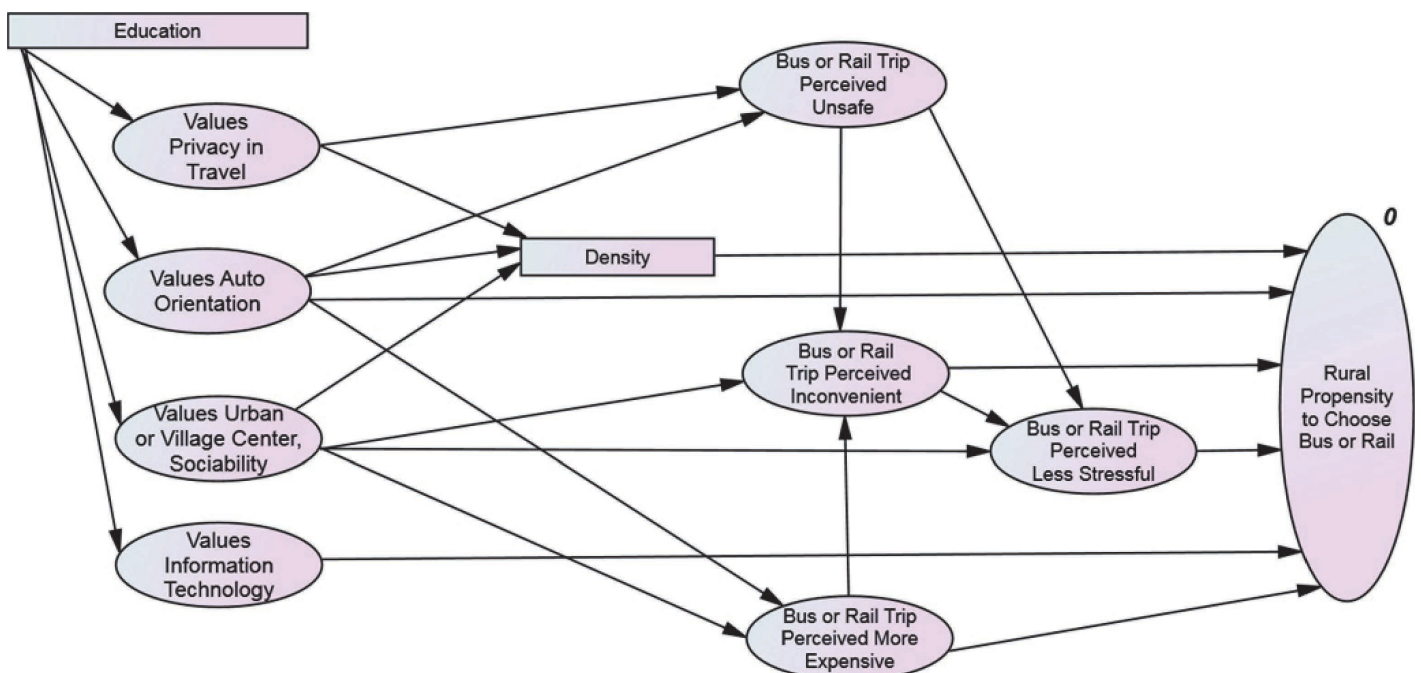 Education
Values
Privacy in
Travel
Values Auto
Orientation
Values Urban
or Village Center,
Sociability
Values
Information
Technology
Bus or Rail Trip
Perceived
Unsafe
Density
Bus or Rail
Trip Perceived
Inconvenient
Bus or Rail Trip
Perceived
Less Stressful
Bus or Rail Trip
Perceived More
Expensive
0
Rural
Propensity
to Choose
Bus or Rail